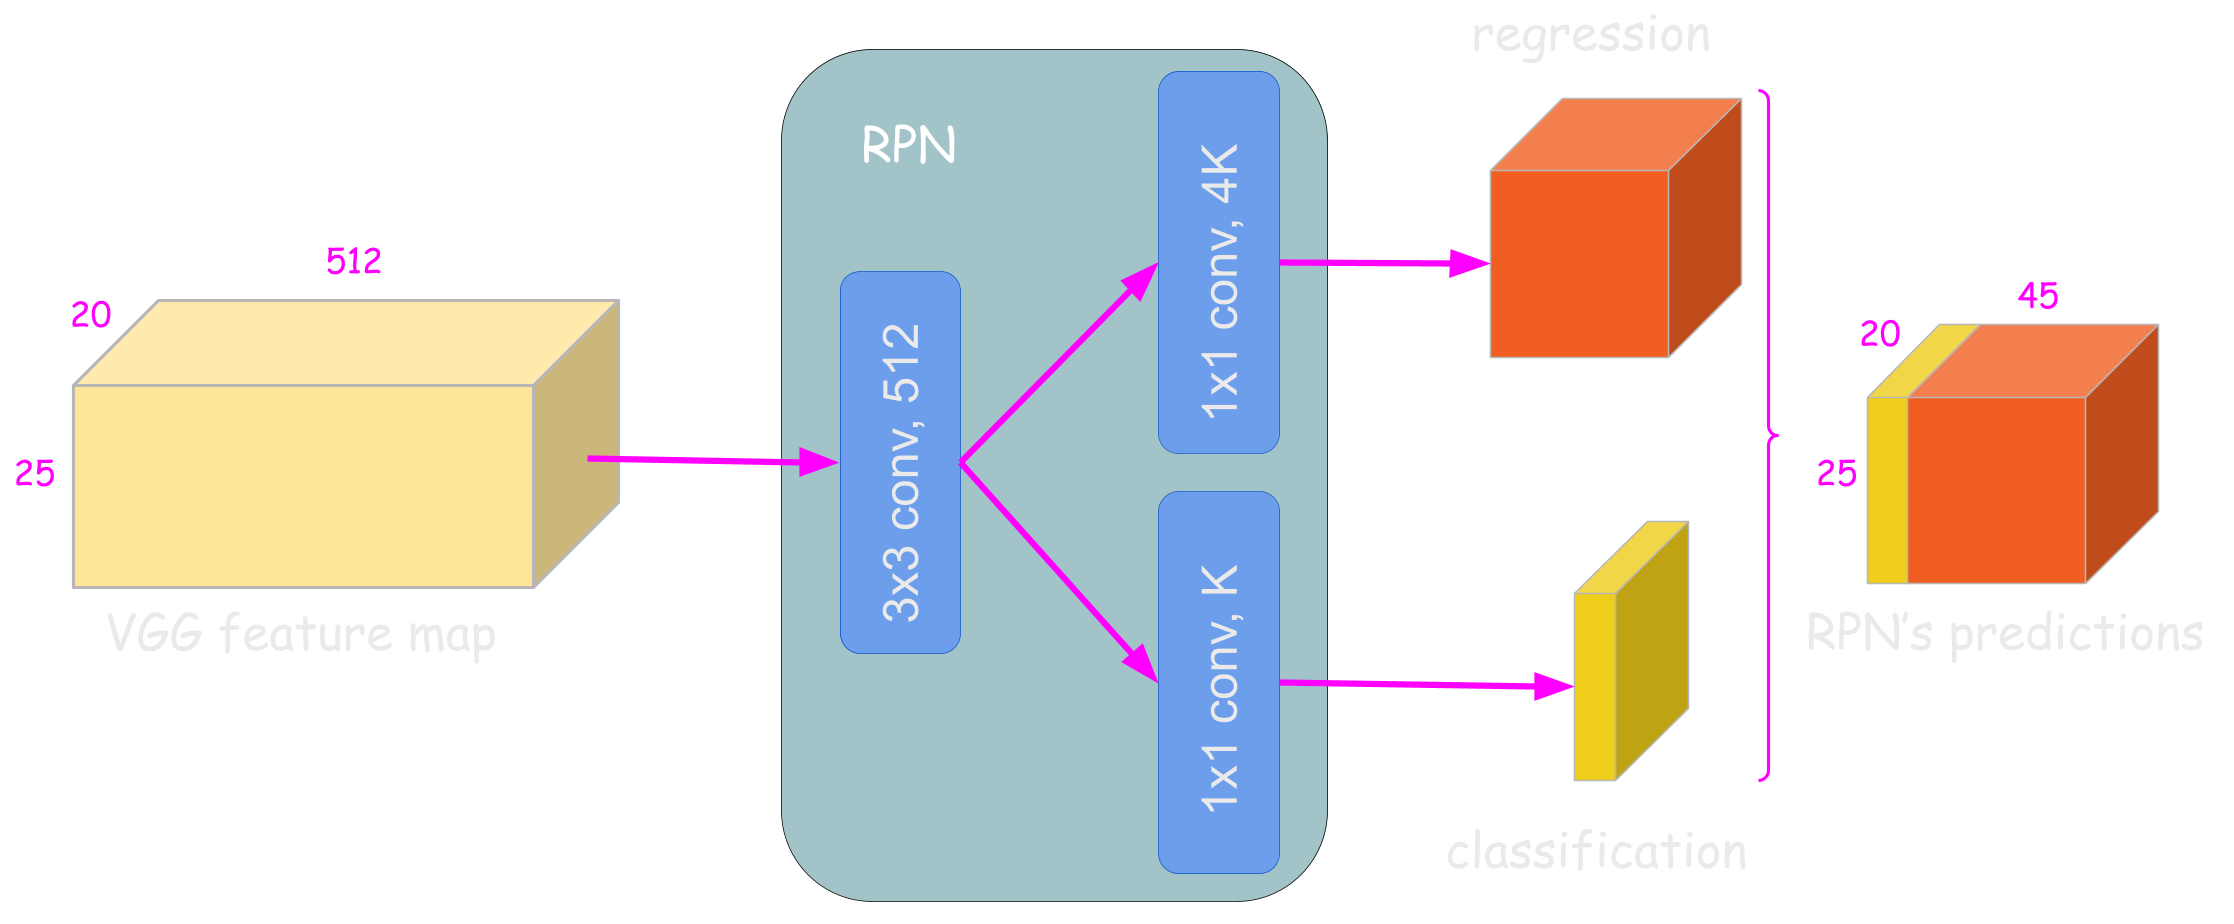 512
20
25
VGG feature map
RPN
3x3 conv, 512
1x1 conv, 4K
1x1 conv, K
regression
classification
45
20
25
RPN's predictions